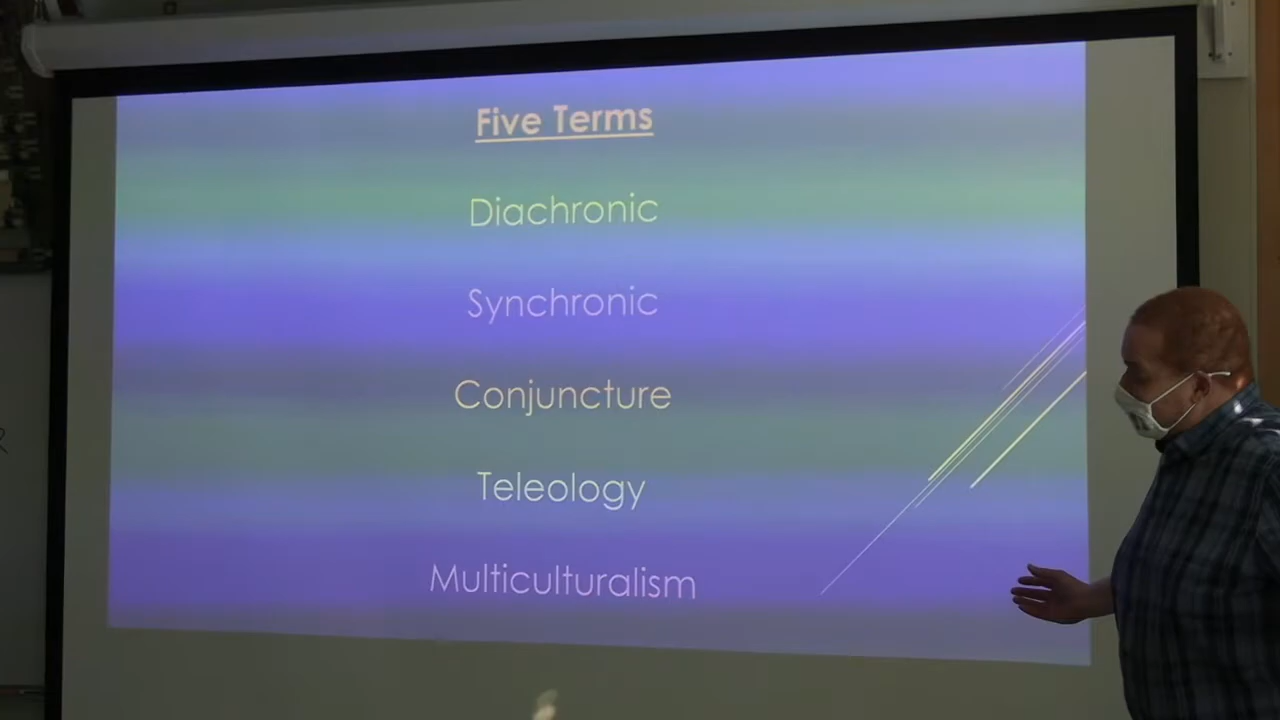 Five Terms
Diachronic
Synchronic
Conjuncture
Teleology
Multiculturalism